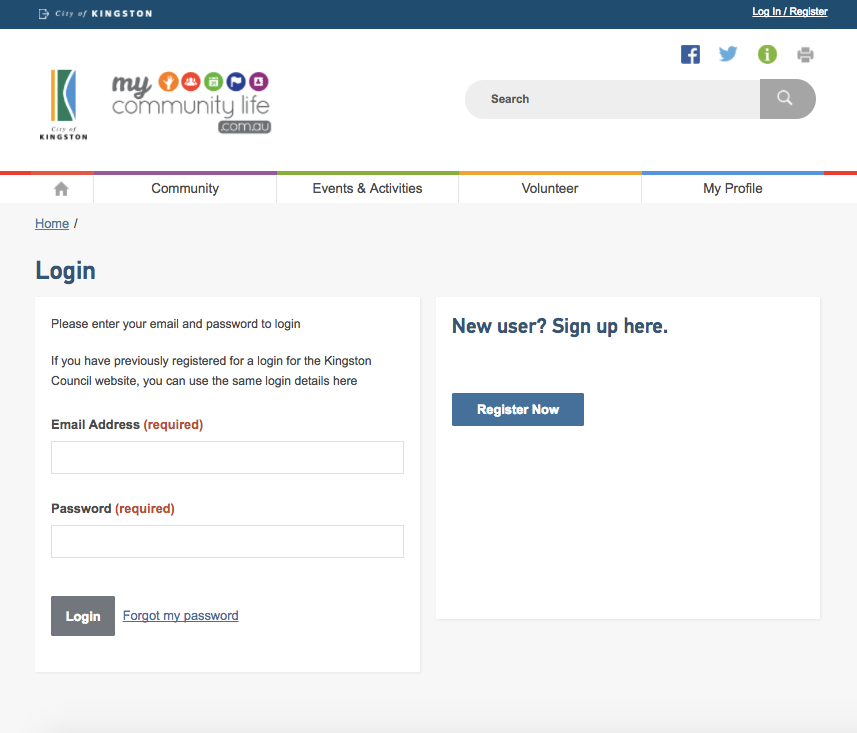 City of KINGSTON
Log In / Register
my
community life
.com.au
City of
KINGSTON
Search
Community
Events & Activities
Volunteer
My Profile
Home /
Login
Please enter your email and password to login
If you have previously registered for a login for the Kingston
Council website, you can use the same login details here
Email Address (required)
Password (required)
Login
Forgot my password
New user? Sign up here.
Register Now